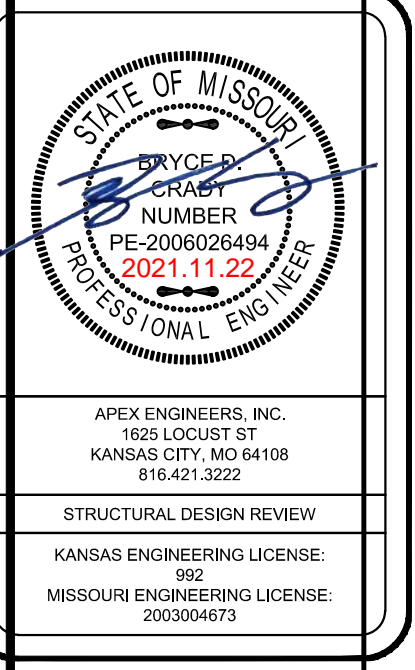 STATE OF MISSOURI
BRYCE D.
CRADY
NUMBER
PE-2006026494
2021.11.22
PROFESSIONAL ENGINEER
APEX ENGINEERS, INC.
1625 LOCUST ST
KANSAS CITY, MO 64108
816.421.3222
STRUCTURAL DESIGN REVIEW
KANSAS ENGINEERING LICENSE:
992
MISSOURI ENGINEERING LICENSE:
2003004673